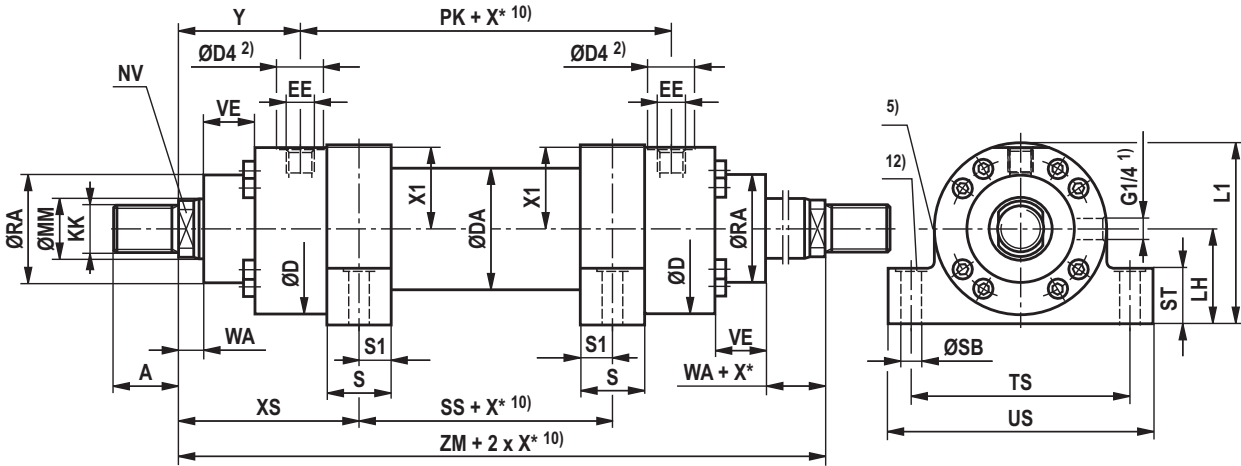 Y
PK + X* 10)
ØD4 2)
ØD4 2)
NV
EE
EE
VE
5)
12)
G1/4 1)
L1
X1
X1
ØRA
ØMM
KK
ØDA
ØRA
ØD
ØD
LH
ST
WA
S1
S1
VE
ØSB
A
S
S
WA + X*
TS
XS
SS + X* 10)
US
ZM + 2 x X* 10)